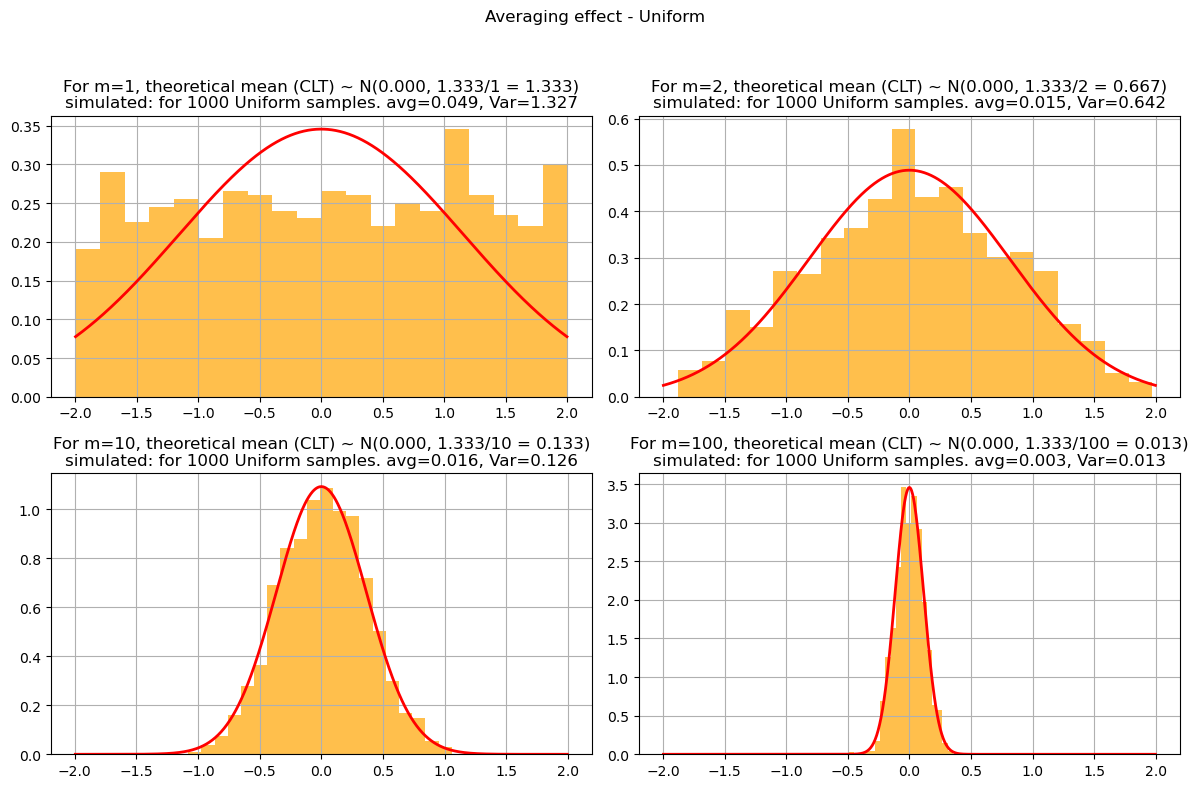 Averaging effect - Uniform
For m=1, theoretical mean (CLT) ~ N(0.000, 1.333/1 = 1.333)
simulated: for 1000 Uniform samples. avg=0.049, Var=1.327
0.35
0.30
0.25
0.20
0.15
0.10
0.05
0.00
−2.0 −1.5 −1.0 −0.5 0.0 0.5 1.0 1.5 2.0
For m=2, theoretical mean (CLT) ~ N(0.000, 1.333/2 = 0.667)
simulated: for 1000 Uniform samples. avg=0.015, Var=0.642
0.6
0.5
0.4
0.3
0.2
0.1
0.0
−2.0 −1.5 −1.0 −0.5 0.0 0.5 1.0 1.5 2.0
For m=10, theoretical mean (CLT) ~ N(0.000, 1.333/10 = 0.133)
simulated: for 1000 Uniform samples. avg=0.016, Var=0.126
1.0
0.8
0.6
0.4
0.2
0.0
−2.0 −1.5 −1.0 −0.5 0.0 0.5 1.0 1.5 2.0
For m=100, theoretical mean (CLT) ~ N(0.000, 1.333/100 = 0.013)
simulated: for 1000 Uniform samples. avg=0.003, Var=0.013
3.5
3.0
2.5
2.0
1.5
1.0
0.5
0.0
−2.0 −1.5 −1.0 −0.5 0.0 0.5 1.0 1.5 2.0